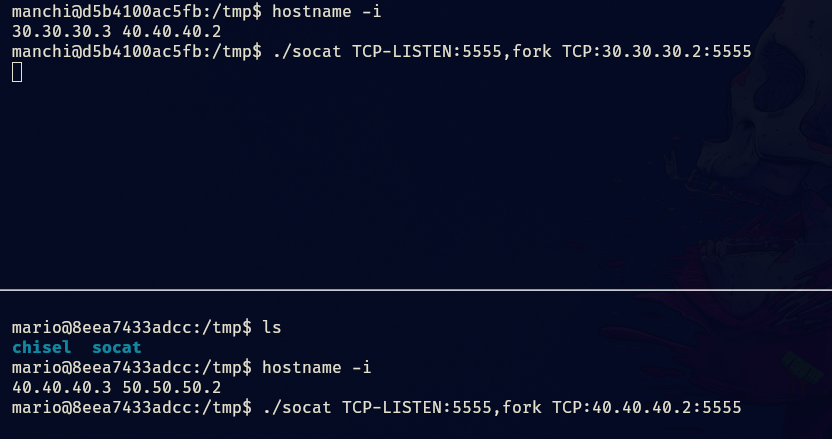 manchi@d5b4100ac5fb:/tmp$ hostname -i
30.30.30.3 40.40.40.2
manchi@d5b4100ac5fb:/tmp$ ./socat TCP-LISTEN:5555,fork TCP:30.30.30.2:5555
mario@8eea7433adcc:/tmp$ ls
chisel  socat
mario@8eea7433adcc:/tmp$ hostname -i
40.40.40.3 50.50.50.2
mario@8eea7433adcc:/tmp$ ./socat TCP-LISTEN:5555,fork TCP:40.40.40.2:5555